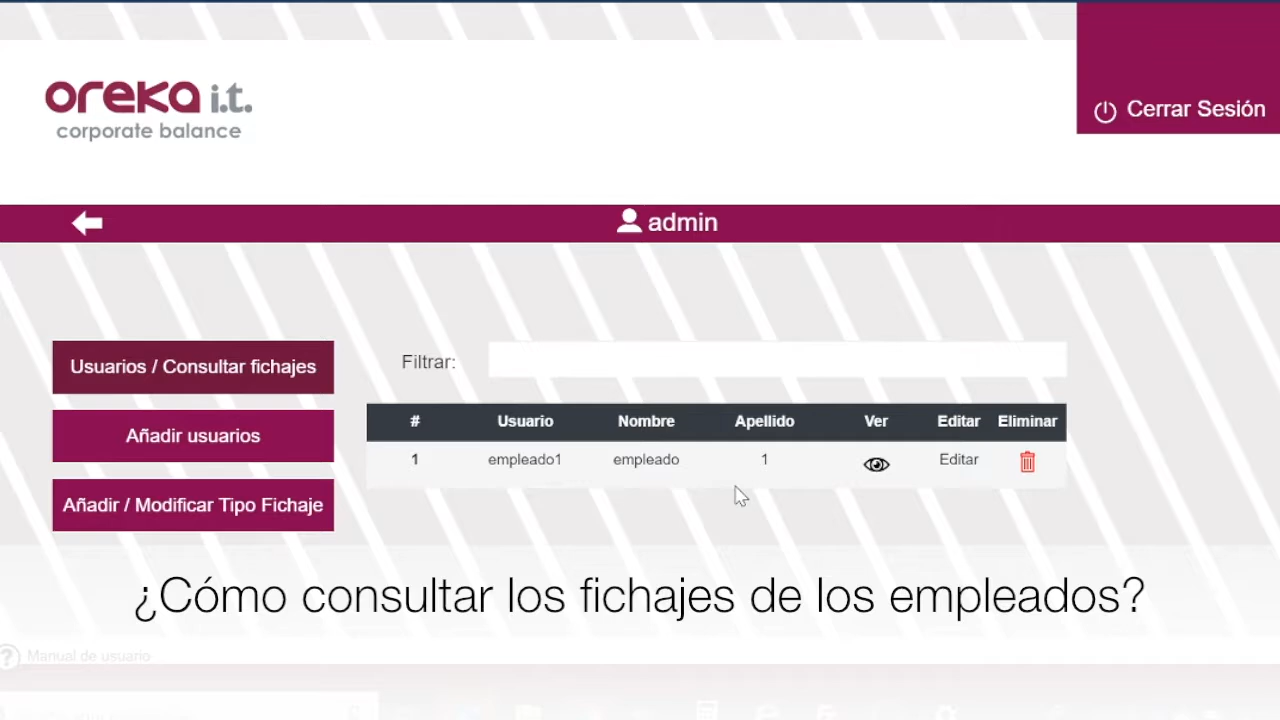 oreka i.t.
corporate balance
Cerrar Sesión
admin
Usuarios / Consultar fichajes
Añadir usuarios
Añadir / Modificar Tipo Fichaje
Filtrar:
# Usuario Nombre Apellido Ver Editar Eliminar
1 empleado1 empleado 1 Editar
¿Cómo consultar los fichajes de los empleados?
? Manual de usuario